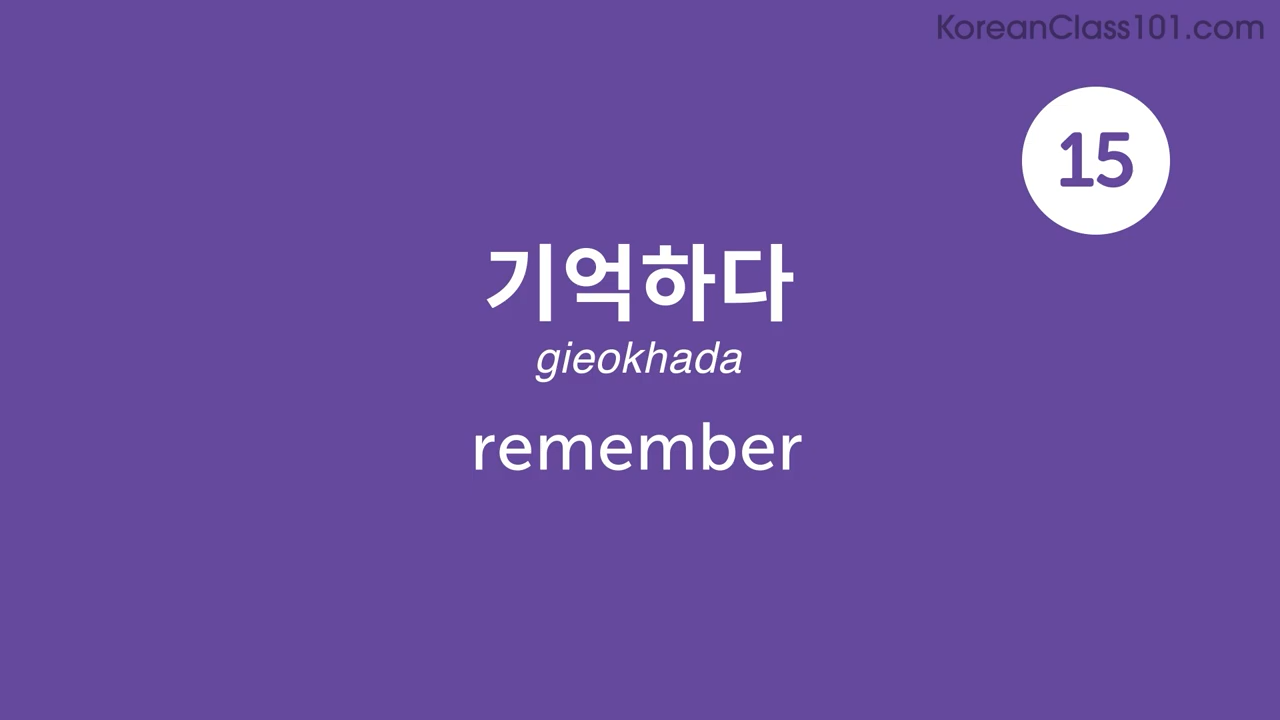 KoreanClass101.com
15
기억하다
gieokhada
remember